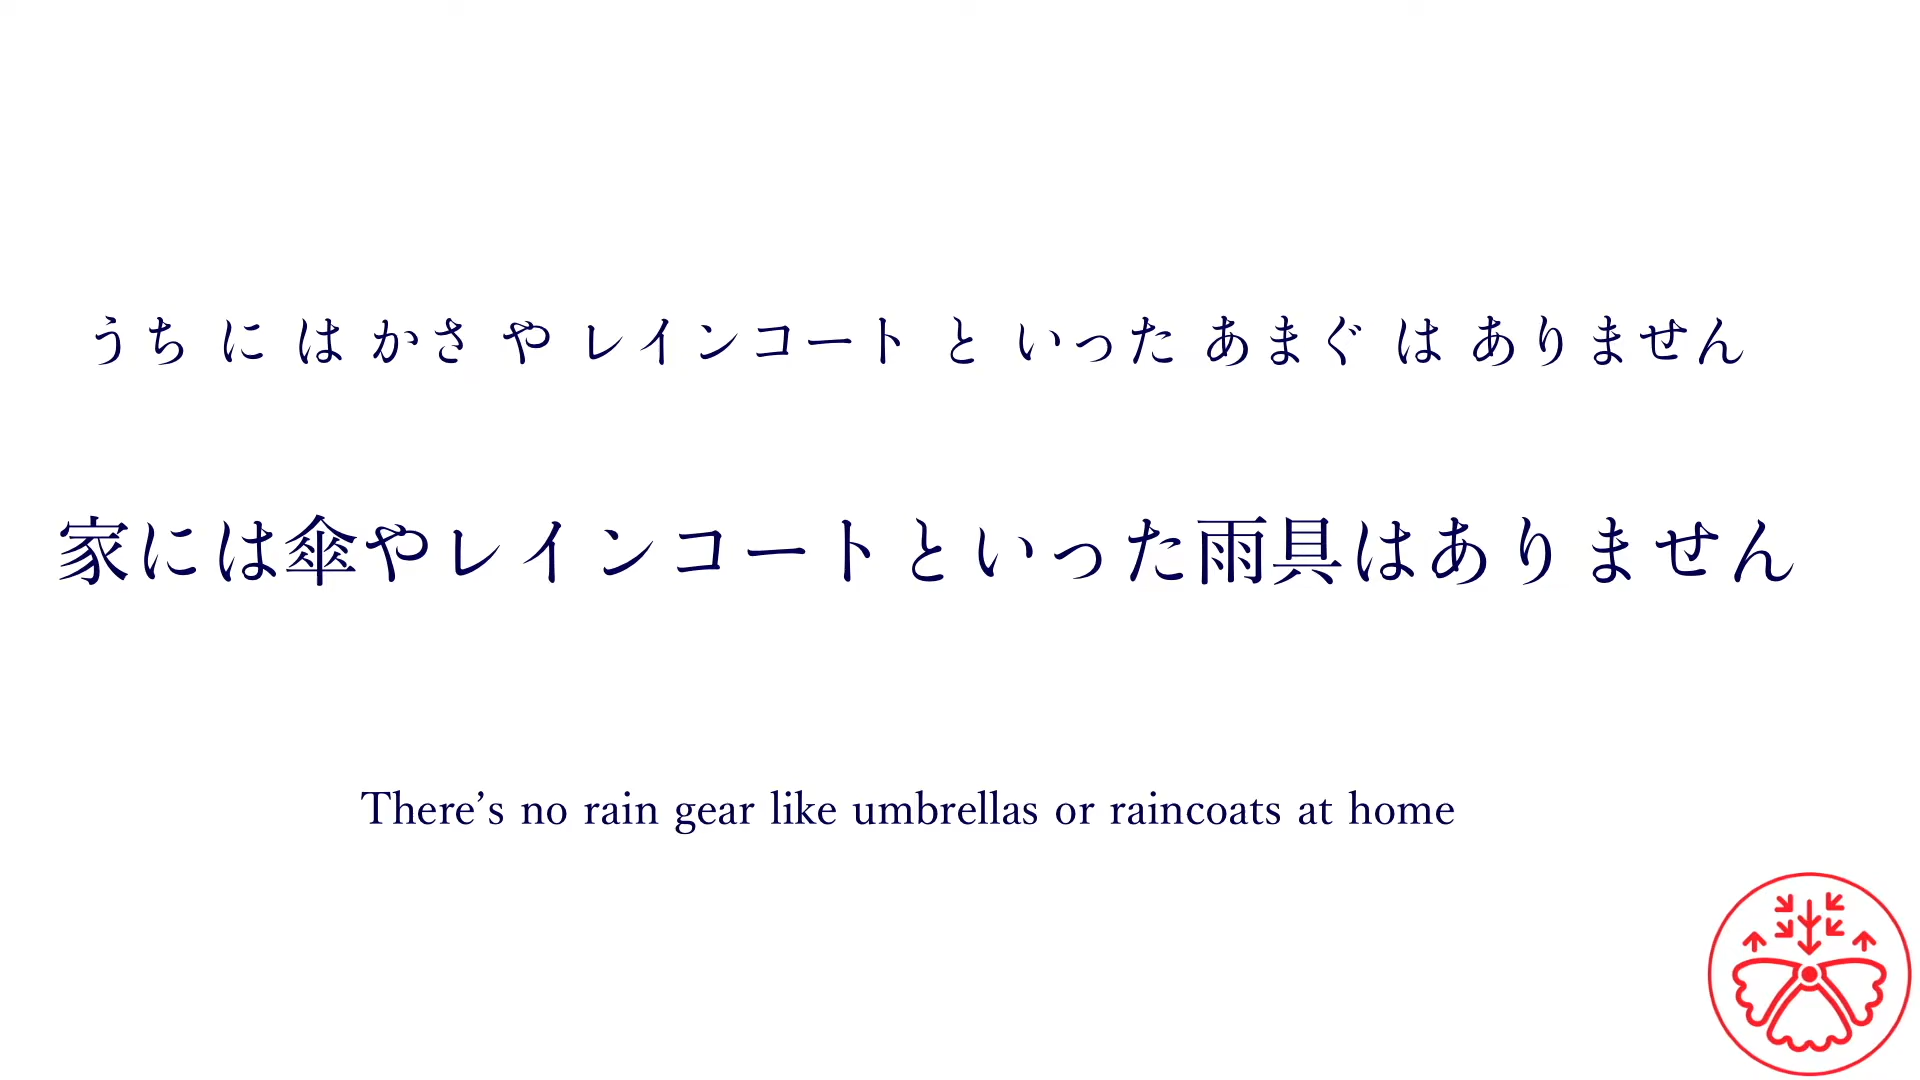 うち に は かさ や レインコート と いった あまぐ は ありません
家には傘やレインコートといった雨具はありません
There’s no rain gear like umbrellas or raincoats at home